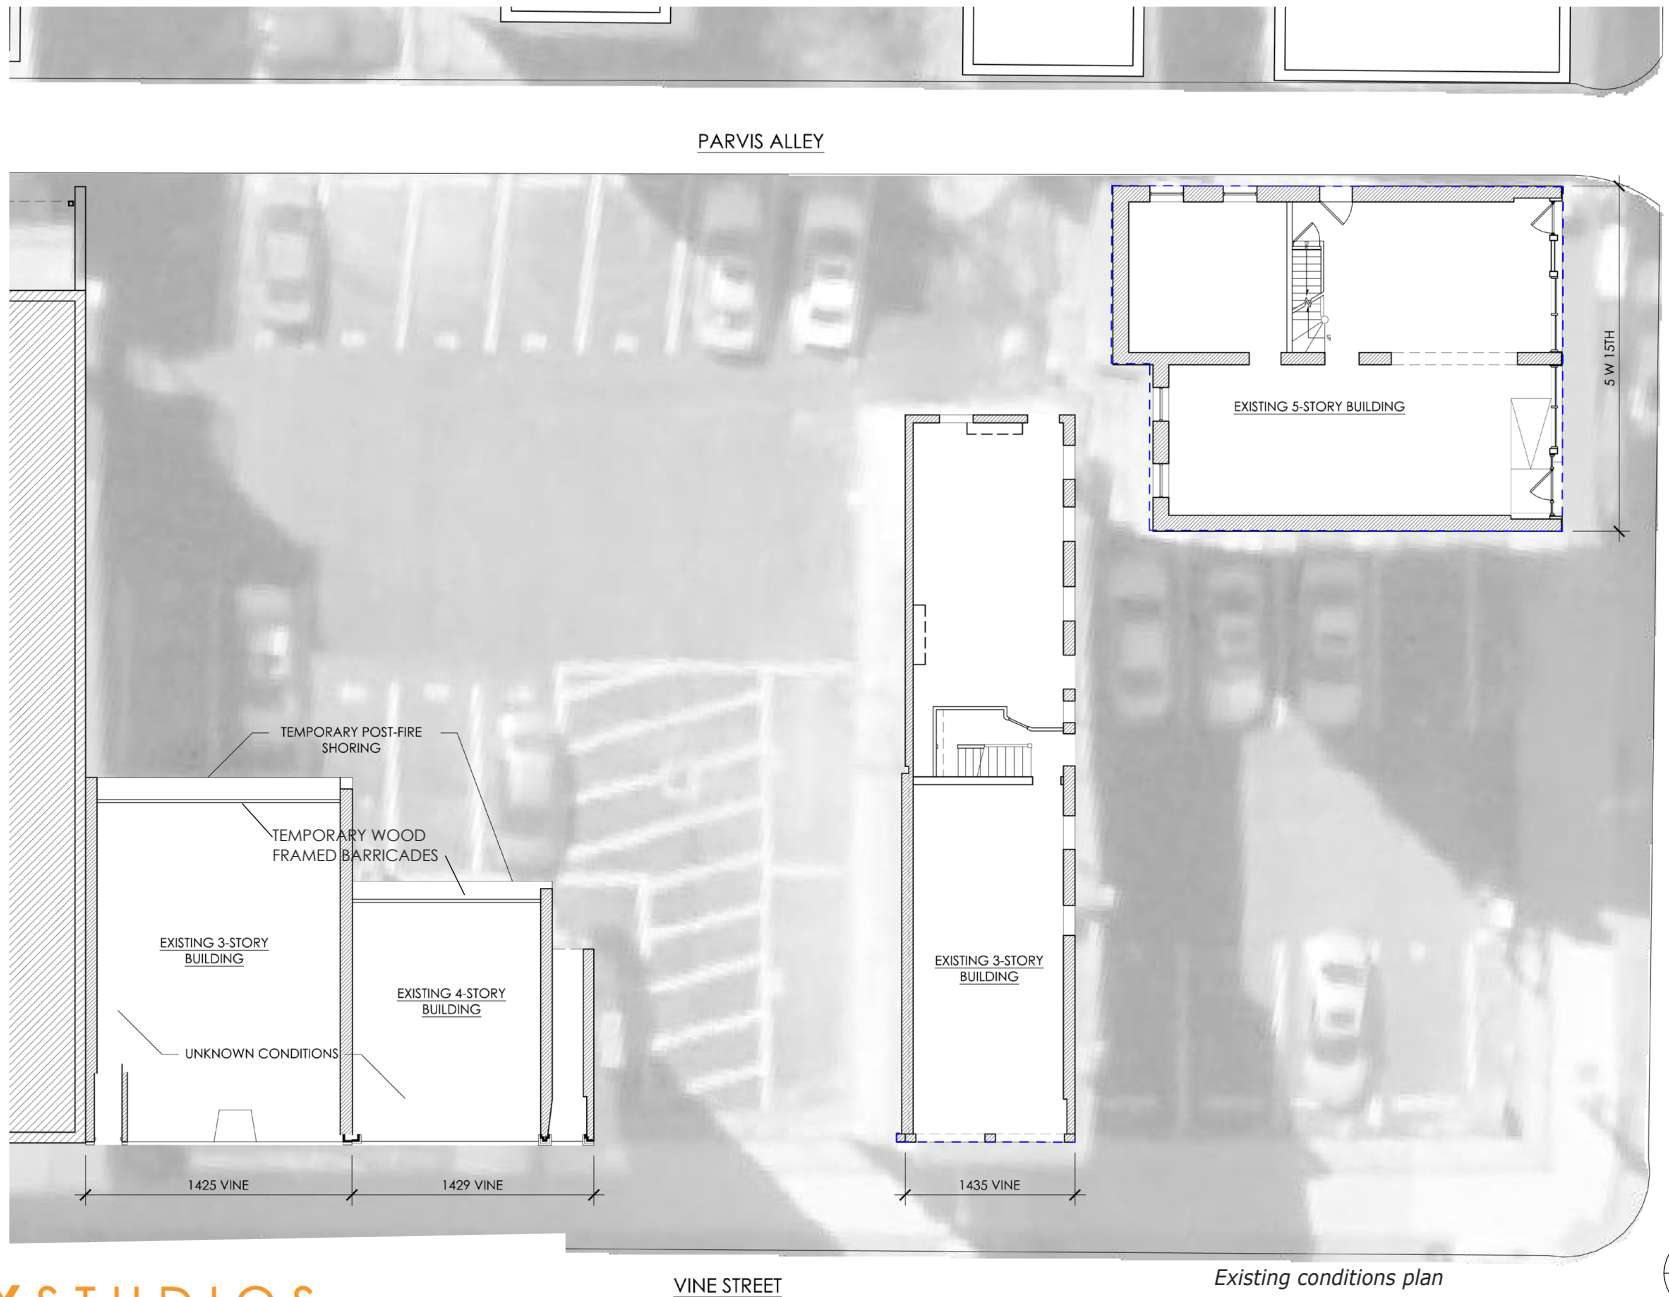 PARVIS ALLEY
5 W 15TH
EXISTING 5-STORY BUILDING
TEMPORARY POST-FIRE
SHORING
TEMPORARY WOOD
FRAMED BARRICADES
EXISTING 3-STORY
BUILDING
EXISTING 4-STORY
BUILDING
EXISTING 3-STORY
BUILDING
UNKNOWN CONDITIONS
1425 VINE
1429 VINE
1435 VINE
VINE STREET
Existing conditions plan
STUDIOS